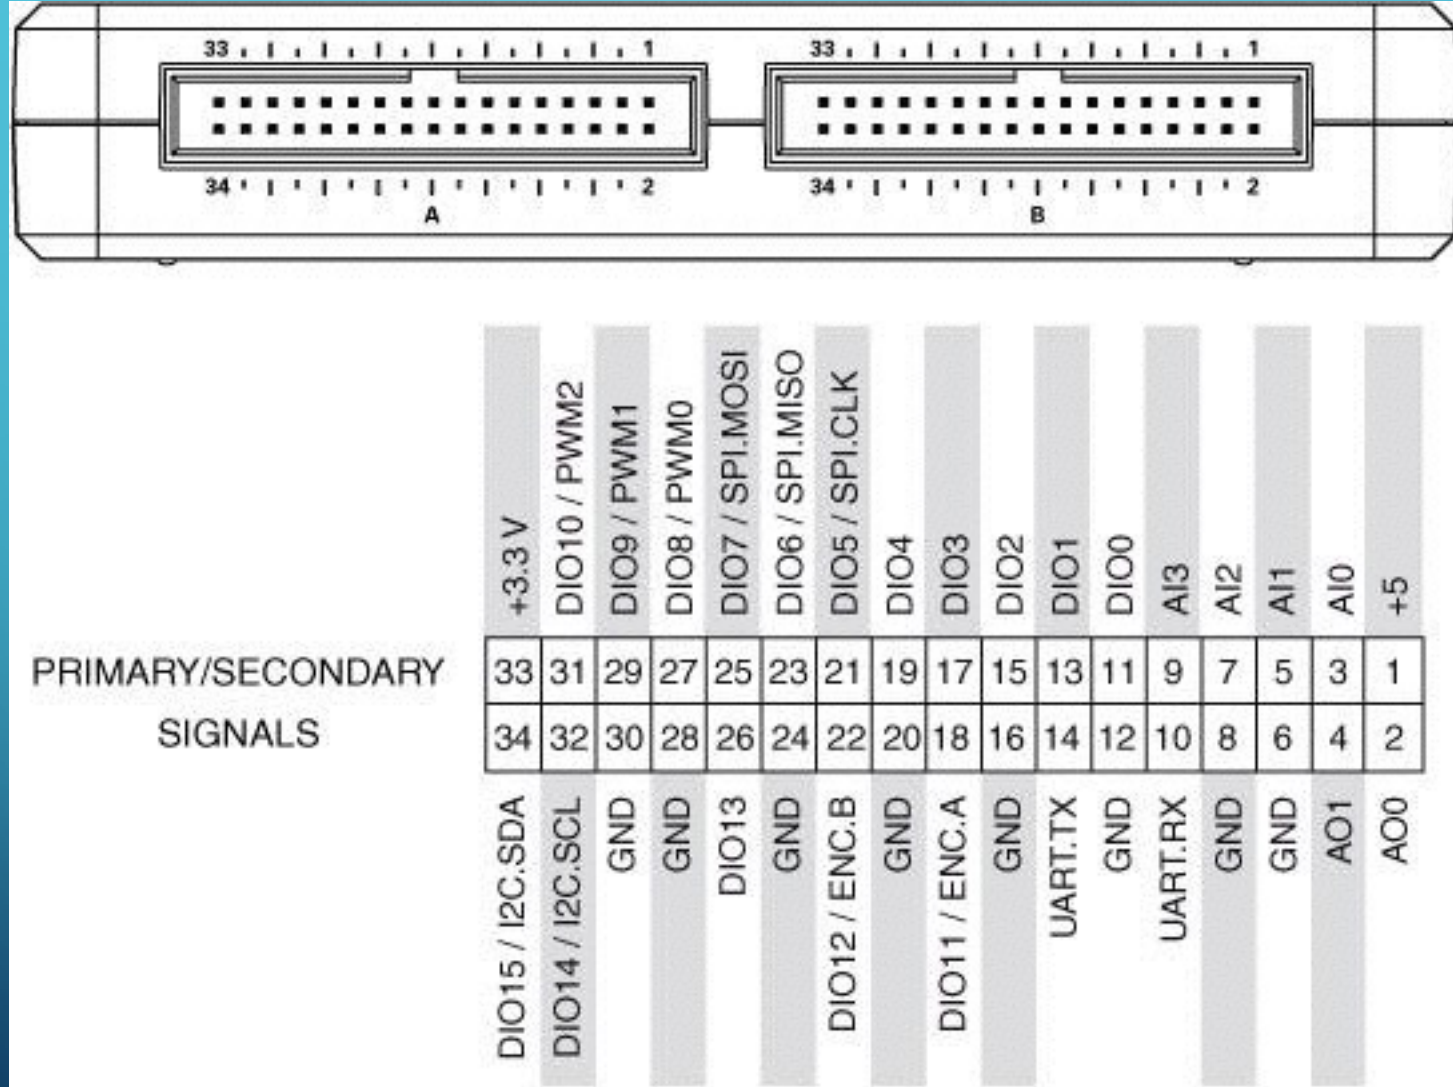 33 1 33 1
34 2 34 2
A B
+3.3 V
DIO10 / PWM2
DIO9 / PWM1
DIO8 / PWM0
DIO7 / SPI.MOSI
DIO6 / SPI.MISO
DIO5 / SPI.CLK
DIO4
DIO3
DIO2
DIO1
DIO0
AI3
AI2
AI1
AI0
+5
PRIMARY/SECONDARY 33 31 29 27 25 23 21 19 17 15 13 11 9 7 5 3 1
SIGNALS 34 32 30 28 26 24 22 20 18 16 14 12 10 8 6 4 2
DIO15 / I2C.SDA
DIO14 / I2C.SCL
GND
GND
DIO13
GND
DIO12 / ENC.B
GND
DIO11 / ENC.A
GND
UART.TX
GND
UART.RX
GND
GND
AO1
AO0